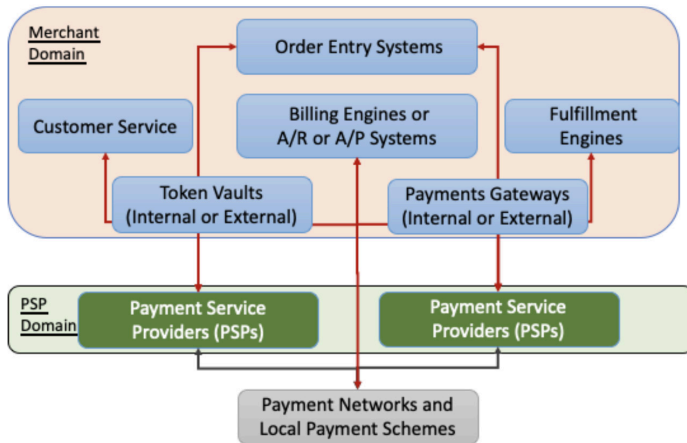 Merchant
Domain
Order Entry Systems
Customer Service
Billing Engines or
A/R or A/P Systems
Fulfillment
Engines
Token Vaults
(Internal or External)
Payments Gateways
(Internal or External)
PSP
Domain
Payment Service
Providers (PSPs)
Payment Service
Providers (PSPs)
Payment Networks and
Local Payment Schemes